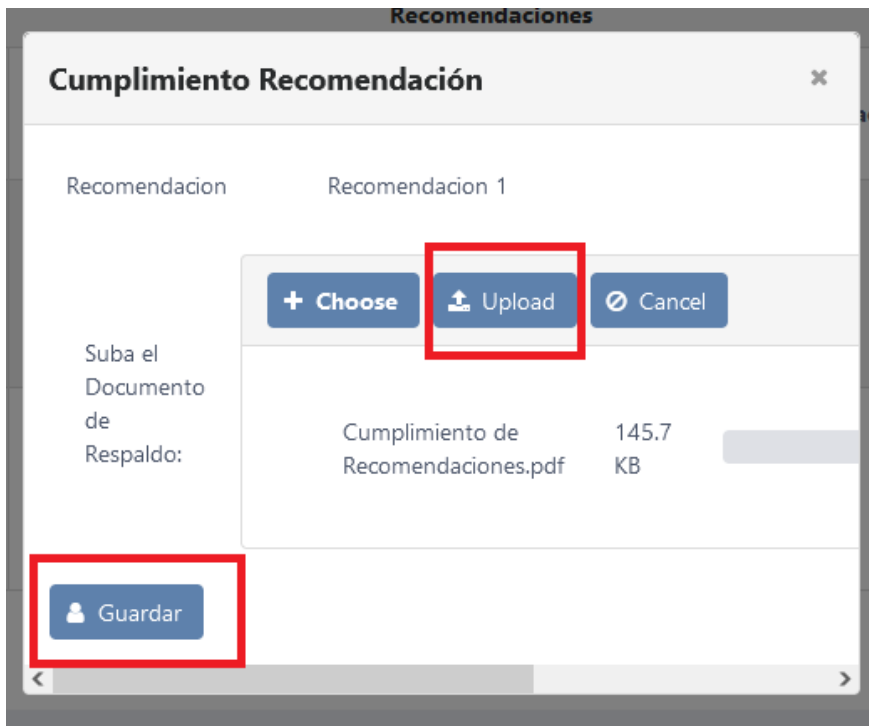 Recomendaciones
Cumplimiento Recomendación
Recomendacion Recomendacion 1
Choose Upload Cancel
Suba el
Documento
de
Respaldo:
Cumplimiento de
Recomendaciones.pdf
145.7
KB
Guardar